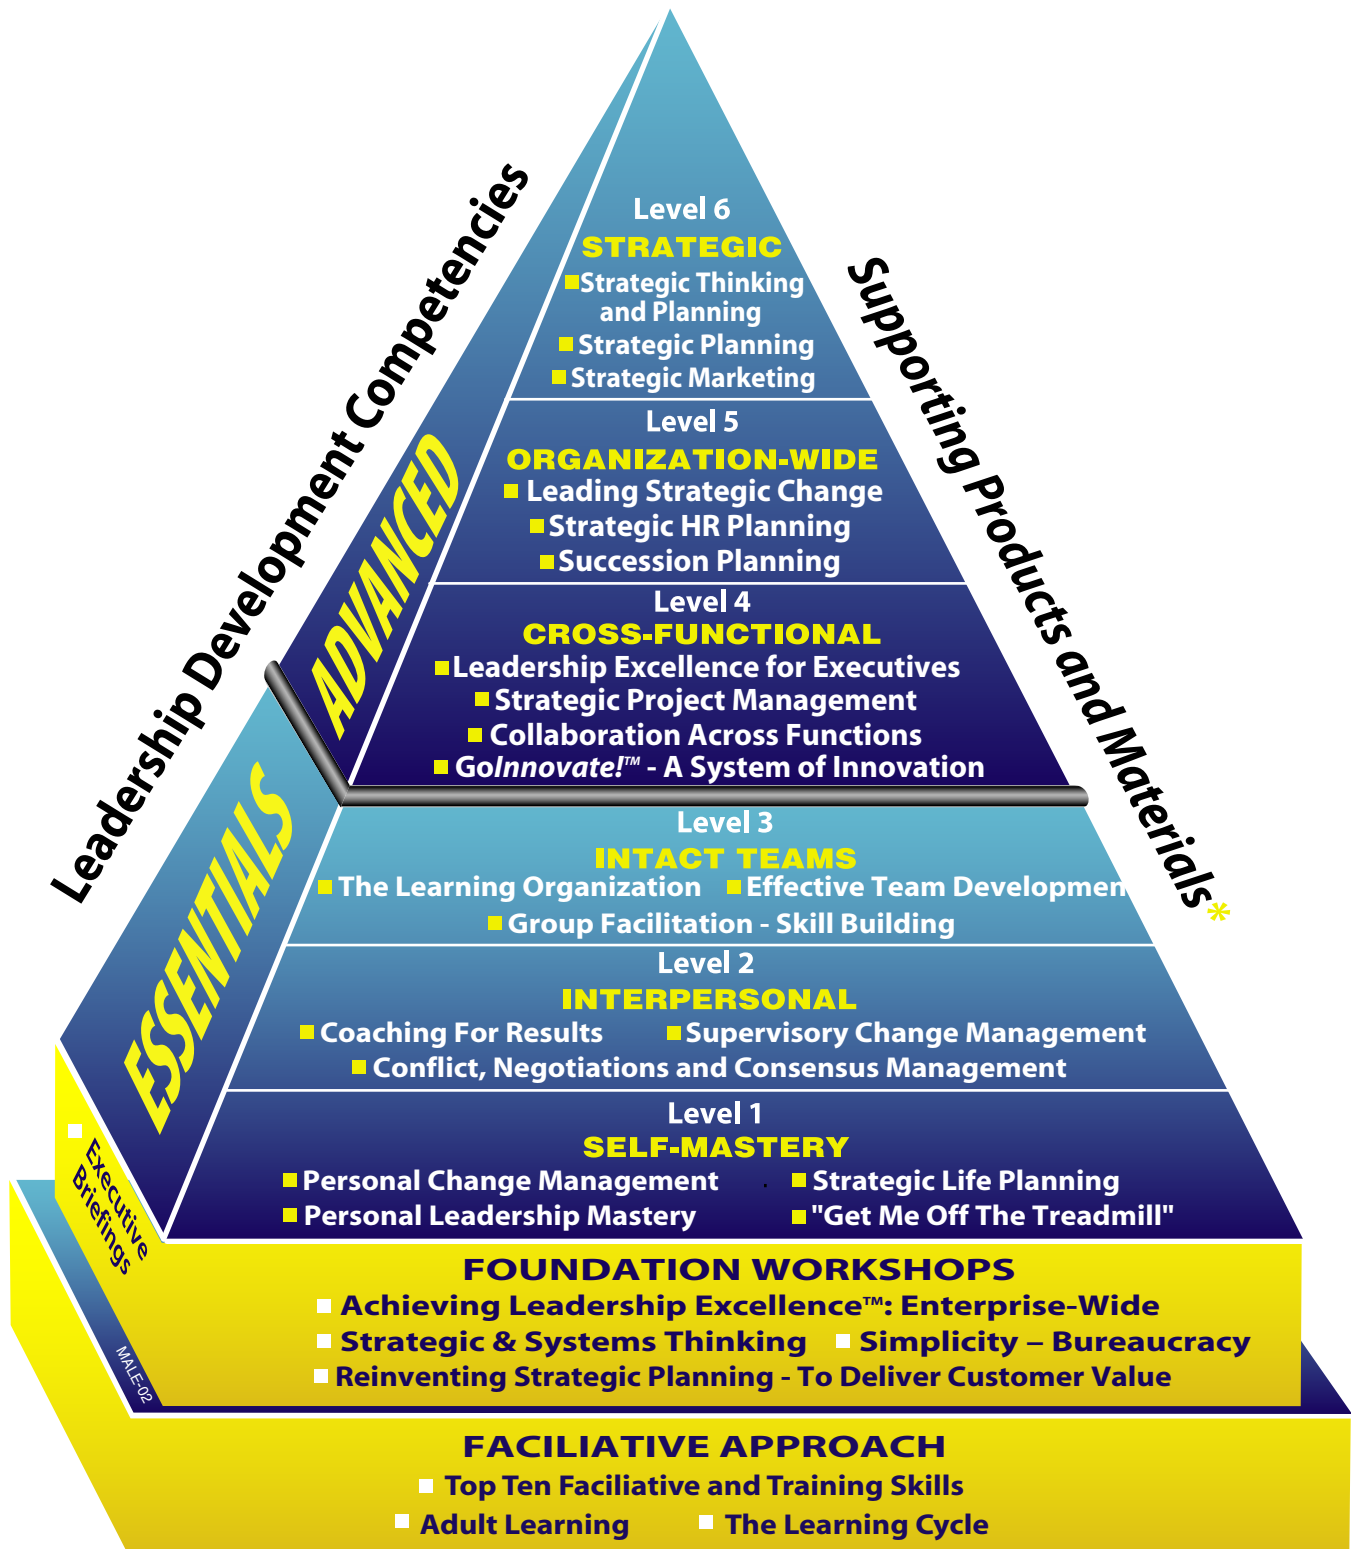 Leadership Development Competencies
Supporting Products and Materials*
Level 6
STRATEGIC
Strategic Thinking
and Planning
Strategic Planning
Strategic Marketing
Level 5
ORGANIZATION-WIDE
Leading Strategic Change
Strategic HR Planning
Succession Planning
ADVANCED
Level 4
CROSS-FUNCTIONAL
Leadership Excellence for Executives
Strategic Project Management
Collaboration Across Functions
GoInnovate!™ - A System of Innovation
ESSENTIALS
Level 3
INTACT TEAMS
The Learning Organization Effective Team Developmen
Group Facilitation - Skill Building
Level 2
INTERPERSONAL
Coaching For Results Supervisory Change Management
Conflict, Negotiations and Consensus Management
Level 1
SELF-MASTERY
Personal Change Management . Strategic Life Planning
Personal Leadership Mastery "Get Me Off The Treadmill"
Executive
Briefings
FOUNDATION WORKSHOPS
Achieving Leadership Excellence™: Enterprise-Wide
Strategic & Systems Thinking Simplicity – Bureaucracy
Reinventing Strategic Planning - To Deliver Customer Value
MALE-02
FACILIATIVE APPROACH
Top Ten Faciliative and Training Skills
Adult Learning The Learning Cycle